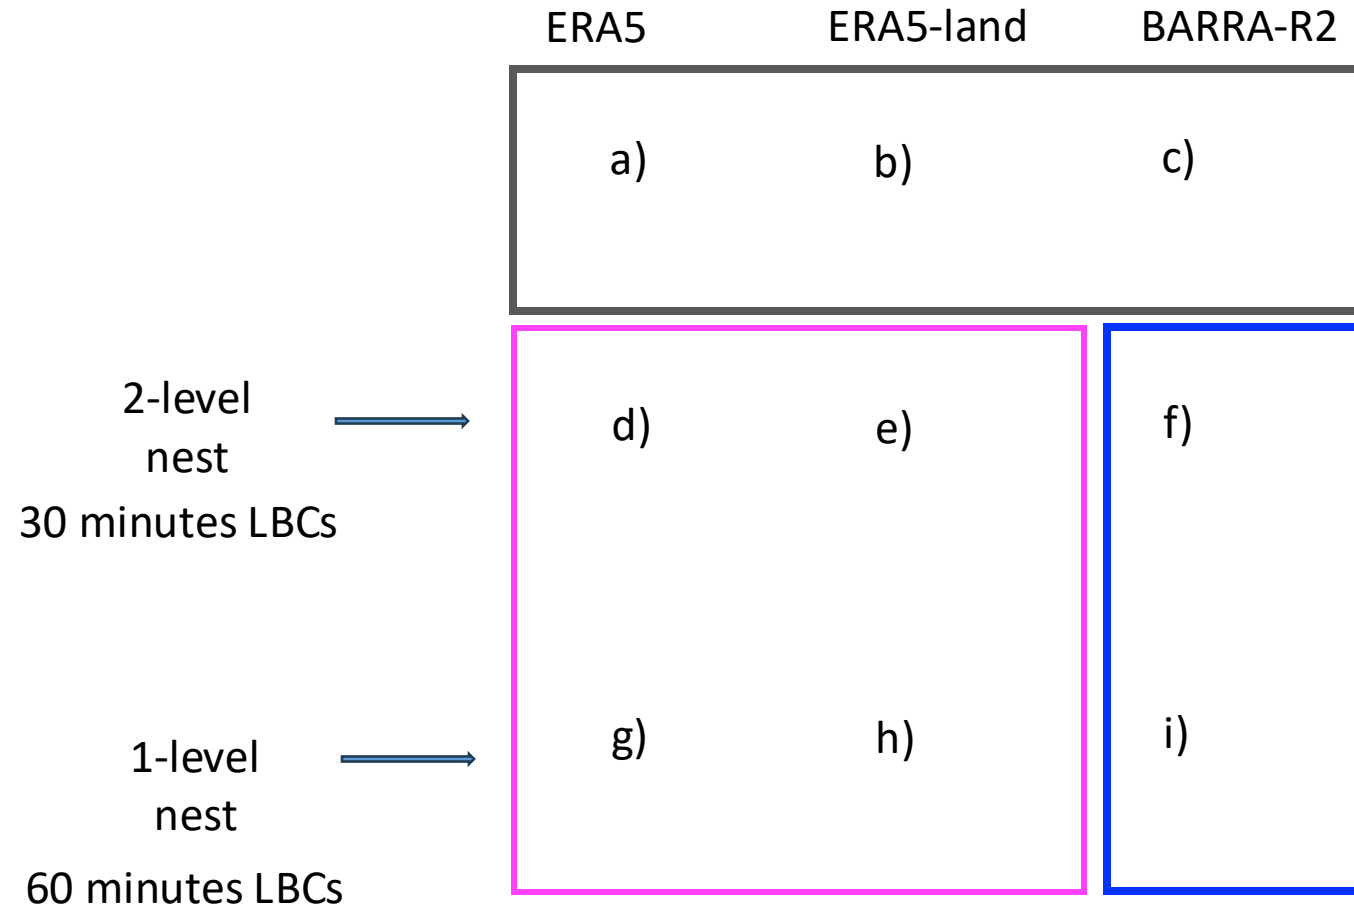 ERA5 ERA5-land BARRA-R2
a) b) c)
2-level
nest
30 minutes LBCs
d) e) f)
1-level
nest
60 minutes LBCs
g) h) i)